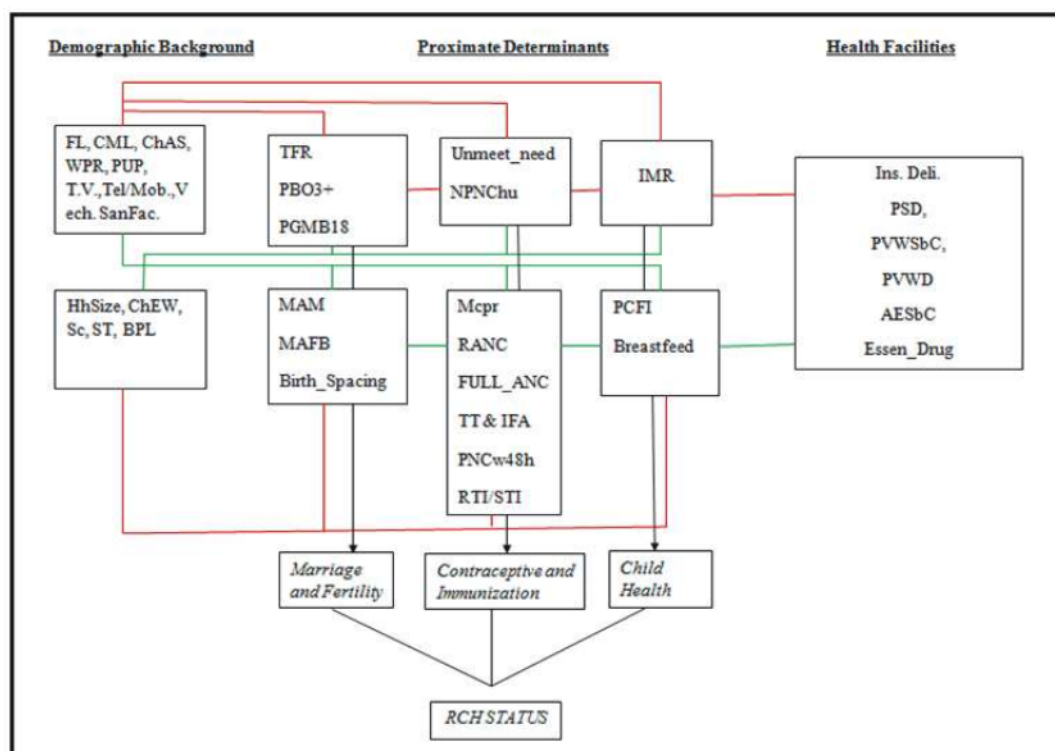 Demographic Background
Proximate Determinants
Health Facilities
FL, CML, ChAS,
WPR, PUP,
T.V.,Tel/Mob.,V
ech. SanFac.
TFR
PBO3+
PGMB18
Unmeet_need
NPNChu
IMR
Ins. Deli.
PSD,
PVWSbC,
PVWD
AESbC
Essen_Drug
HhSize, ChEW,
Sc, ST, BPL
MAM
MAFB
Birth_Spacing
Mcpr
RANC
FULL_ANC
TT & IFA
PNCw48h
RTI/STI
PCFI
Breastfeed
Marriage
and Fertility
Contraceptive and
Immunization
Child
Health
RCH STATUS